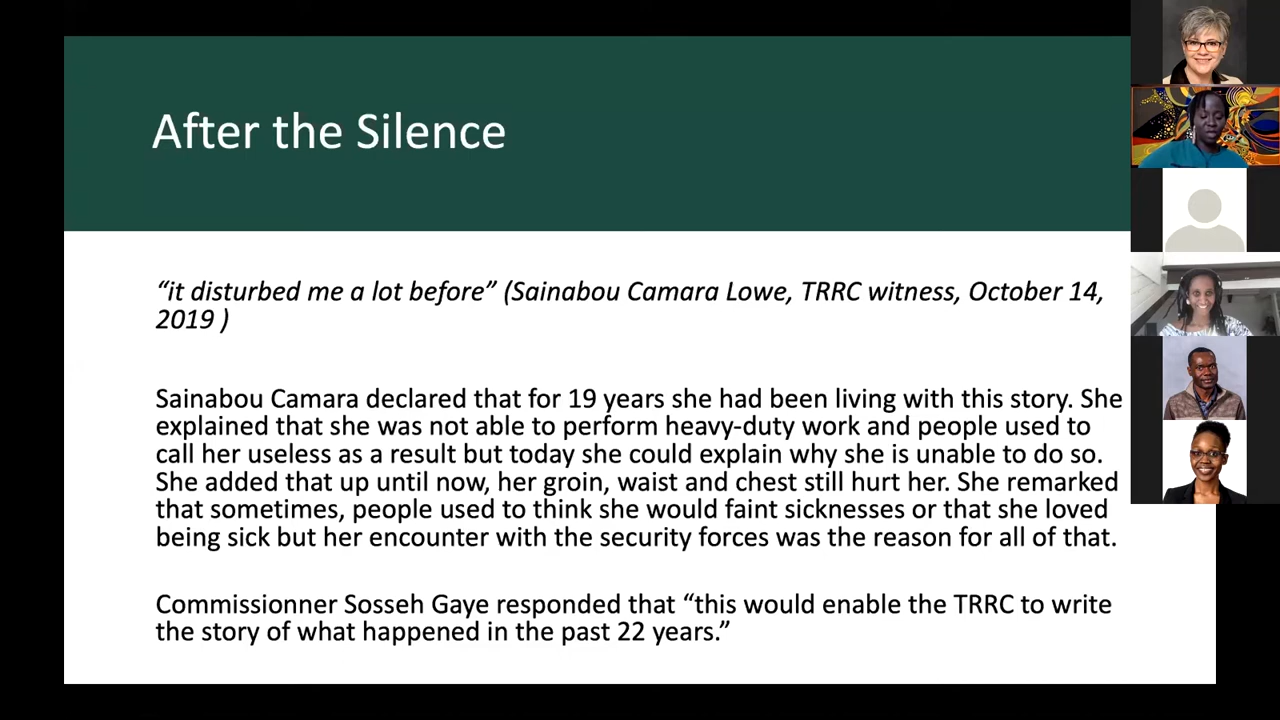 After the Silence
“it disturbed me a lot before” (Sainabou Camara Lowe, TRRC witness, October 14,
2019 )
Sainabou Camara declared that for 19 years she had been living with this story. She
explained that she was not able to perform heavy-duty work and people used to
call her useless as a result but today she could explain why she is unable to do so.
She added that up until now, her groin, waist and chest still hurt her. She remarked
that sometimes, people used to think she would faint sicknesses or that she loved
being sick but her encounter with the security forces was the reason for all of that.
Commissionner Sosseh Gaye responded that “this would enable the TRRC to write
the story of what happened in the past 22 years.”